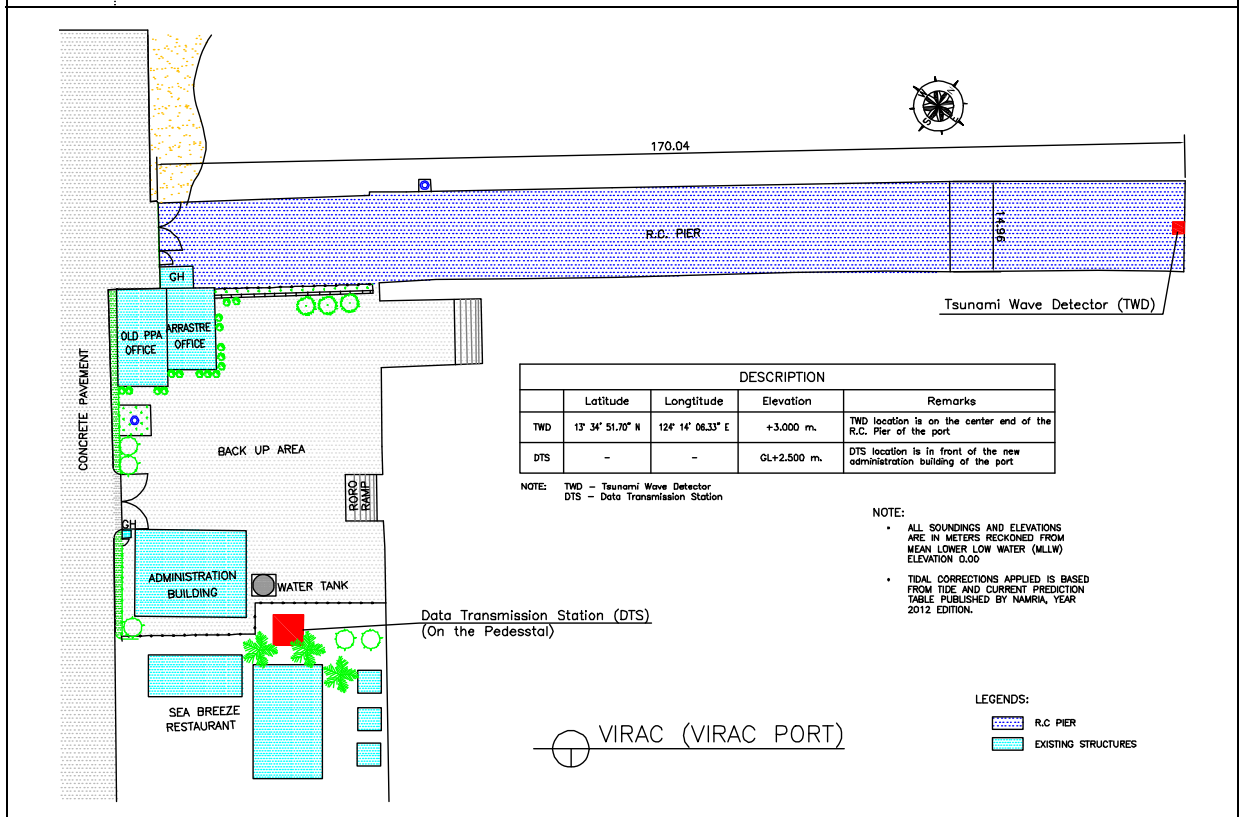 W
N
S
E
170.04
R.C. PIER
14.96
GH
Tsunami Wave Detector (TWD)
OLD PPA
OFFICE
ARRASTRE
OFFICE
CONCRETE PAVEMENT
DESCRIPTION
Latitude Longtitude Elevation Remarks
TWD 13° 34' 51.70" N 124° 14' 06.33" E +3.000 m. TWD location is on the center end of the
R.C. Pier of the port
DTS – – GL+2.500 m. DTS location is in front of the new
administration building of the port
NOTE: TWD – Tsunami Wave Detector
DTS – Data Transmission Station
BACK UP AREA
RORO
RAMP
NOTE:
• ALL SOUNDINGS AND ELEVATIONS
ARE IN METERS RECKONED FROM
MEAN LOWER LOW WATER (MLLW)
ELEVATION 0.00
• TIDAL CORRECTIONS APPLIED IS BASED
FROM TIDE AND CURRENT PREDICTION
TABLE PUBLISHED BY NAMRIA, YEAR
2012 EDITION.
GH
ADMINISTRATION
BUILDING
WATER TANK
Data Transmission Station (DTS)
(On the Pedesstal)
SEA BREEZE
RESTAURANT
VIRAC (VIRAC PORT)
LEGENDS:
R.C PIER
EXISTING STRUCTURES